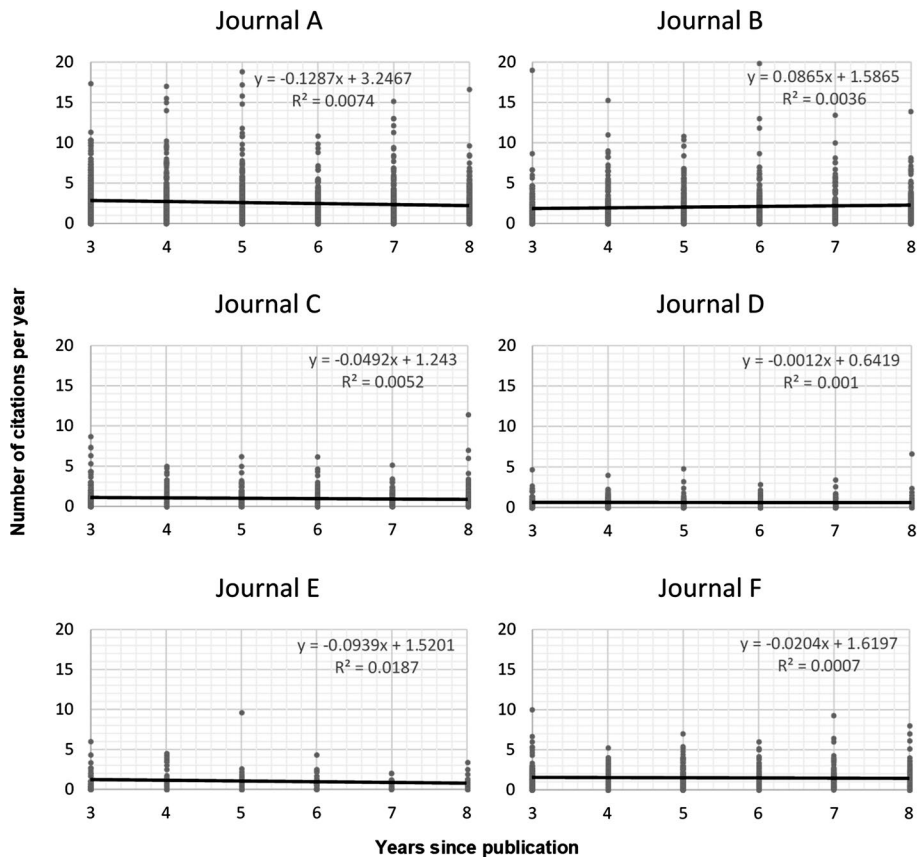 Journal A
20
15
10
5
0
y = -0.1287x + 3.2467
R² = 0.0074
3 4 5 6 7 8
Journal B
20
15
10
5
0
y = 0.0865x + 1.5865
R² = 0.0036
3 4 5 6 7 8
Number of citations per year
Journal C
20
15
10
5
0
y = -0.0492x + 1.243
R² = 0.0052
3 4 5 6 7 8
Journal D
20
15
10
5
0
y = -0.0012x + 0.6419
R² = 0.001
3 4 5 6 7 8
Journal E
20
15
10
5
0
y = -0.0939x + 1.5201
R² = 0.0187
3 4 5 6 7 8
Journal F
20
15
10
5
0
y = -0.0204x + 1.6197
R² = 0.0007
3 4 5 6 7 8
Years since publication